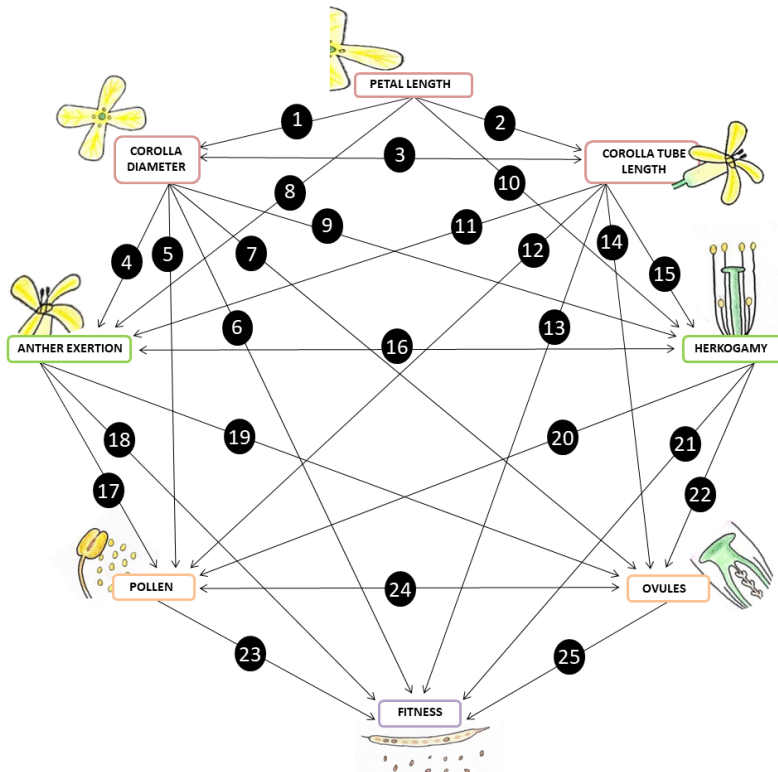 PETAL LENGTH
1
2
COROLLA
DIAMETER
3
COROLLA TUBE
LENGTH
8
10
9
11
4
5
7
12
14
15
6
13
ANTHER EXERTION
16
HERKOGAMY
18
19
20
21
17
22
POLLEN
24
OVULES
23
25
FITNESS